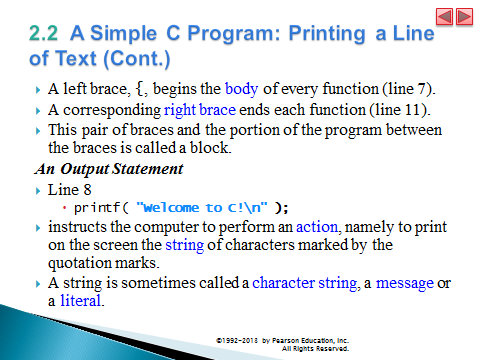 2.2 A Simple C Program: Printing a Line
of Text (Cont.)
A left brace, {, begins the body of every function (line 7).
A corresponding right brace ends each function (line 11).
This pair of braces and the portion of the program between
the braces is called a block.
An Output Statement
Line 8
printf( "Welcome to C!\n" );
instructs the computer to perform an action, namely to print
on the screen the string of characters marked by the
quotation marks.
A string is sometimes called a character string, a message or
a literal.
©1992-2013 by Pearson Education, Inc.
All Rights Reserved.